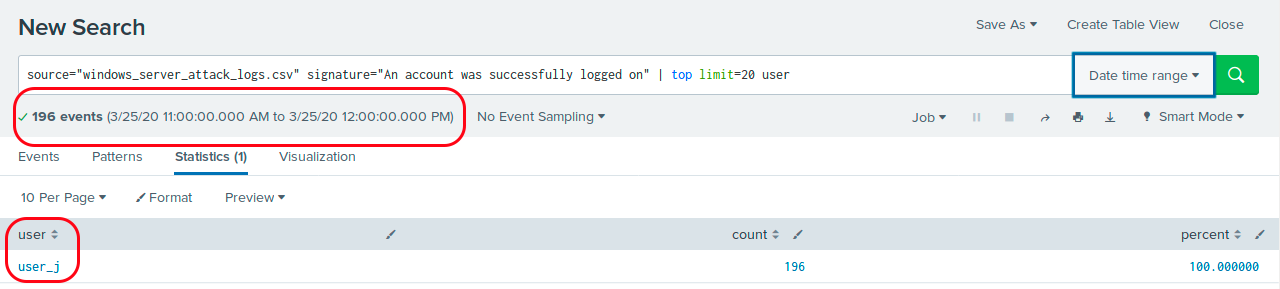 New Search
Save As Create Table View Close
source="windows_server_attack_logs.csv" signature="An account was successfully logged on" | top limit=20 user
Date time range
196 events (3/25/20 11:00:00.000 AM to 3/25/20 12:00:00.000 PM) No Event Sampling Job Smart Mode
Events Patterns Statistics (1) Visualization
10 Per Page Format Preview
user count percent
user_j 196 100.000000